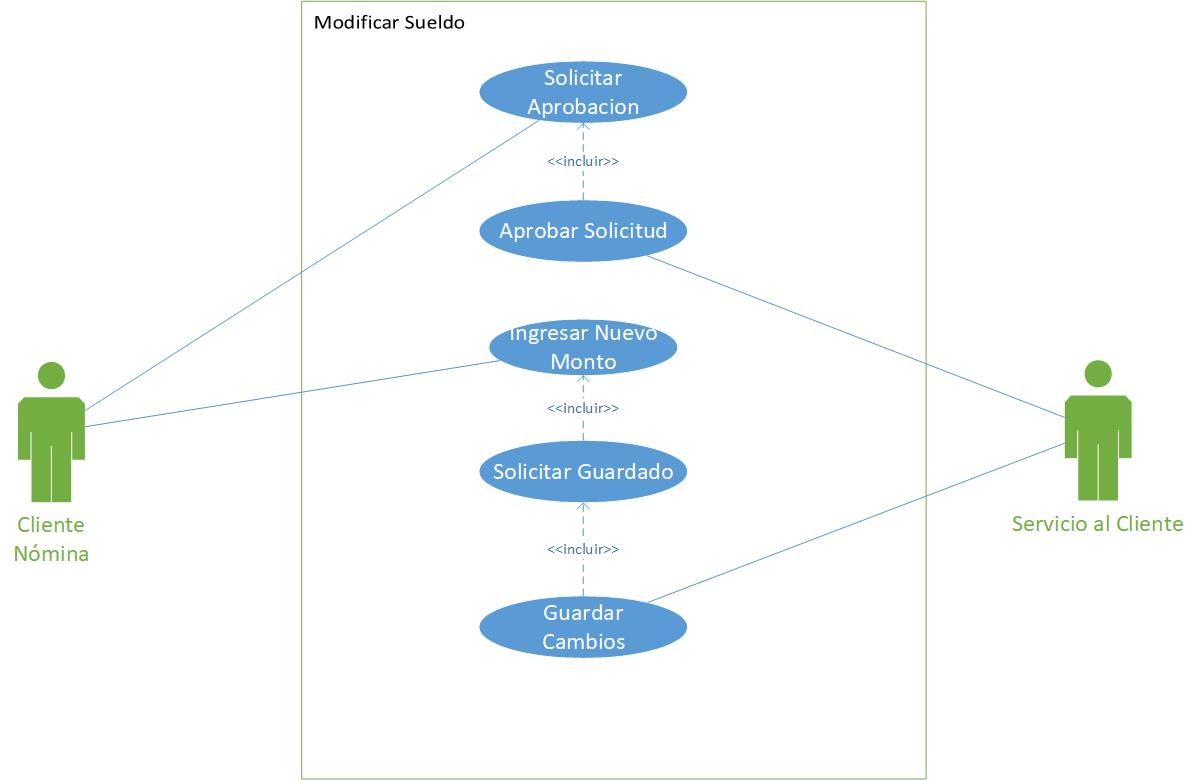 Modificar Sueldo
Solicitar
Aprobacion
<<incluir>>
Aprobar Solicitud
Ingresar Nuevo
Monto
<<incluir>>
Solicitar Guardado
<<incluir>>
Guardar
Cambios
Cliente
Nómina
Servicio al Cliente